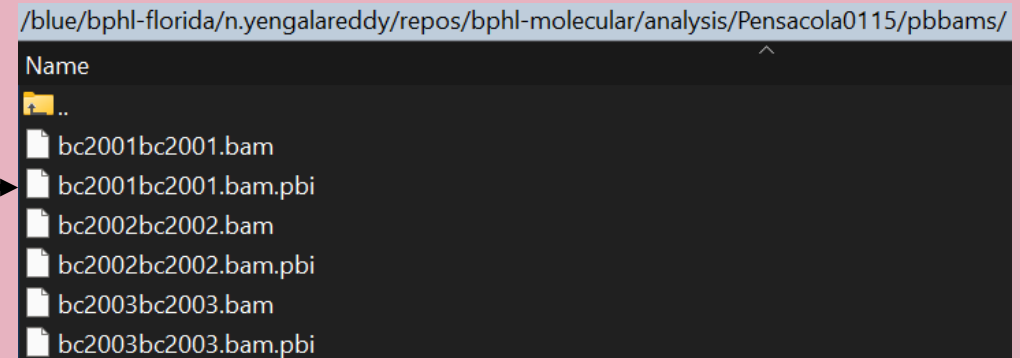 /blue/bphl-florida/n.yengalareddy/repos/bphl-molecular/analysis/Pensacola0115/pbbams/
Name
..
bc2001bc2001.bam
bc2001bc2001.bam.pbi
bc2002bc2002.bam
bc2002bc2002.bam.pbi
bc2003bc2003.bam
bc2003bc2003.bam.pbi